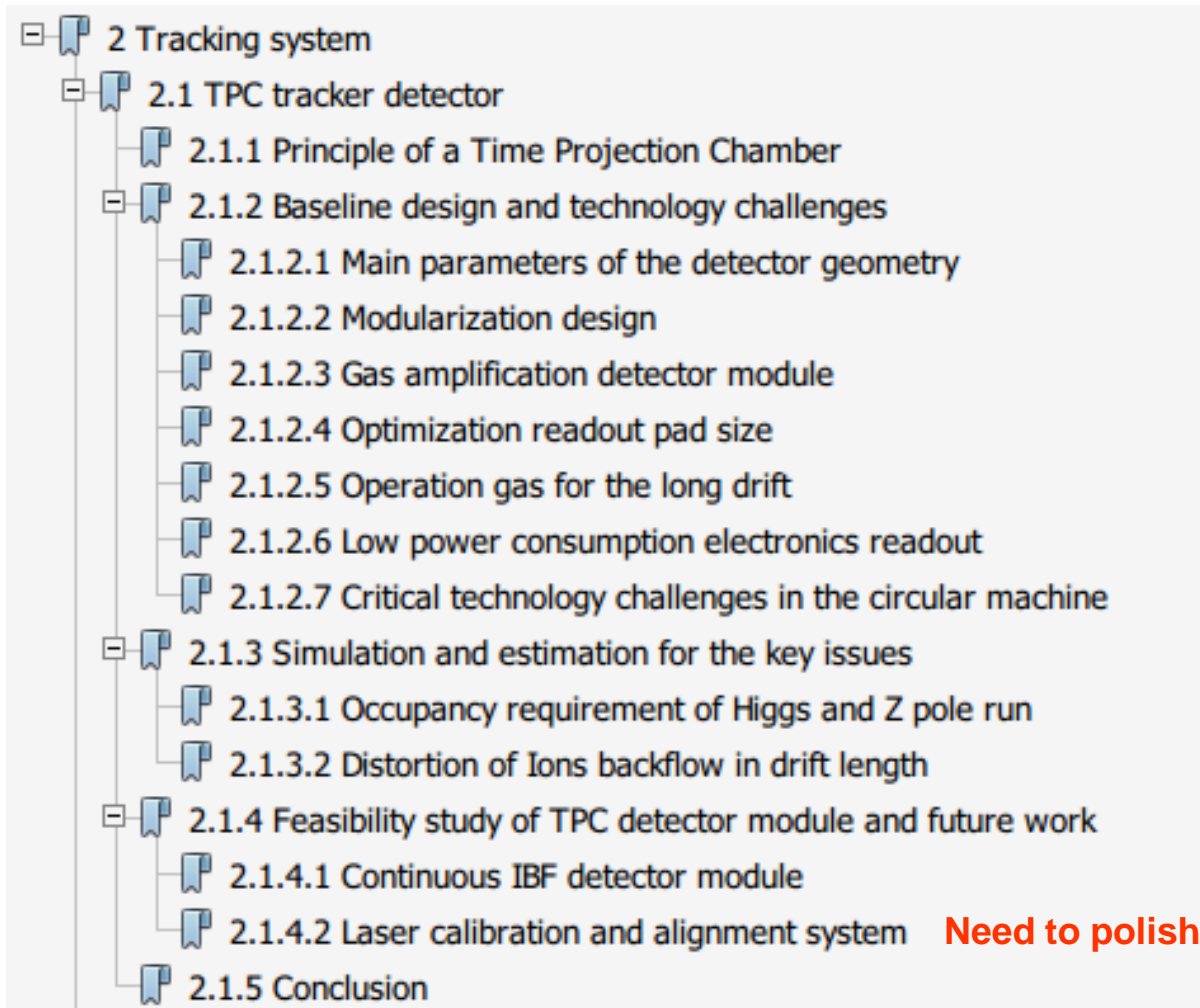 2 Tracking system
2.1 TPC tracker detector
2.1.1 Principle of a Time Projection Chamber
2.1.2 Baseline design and technology challenges
2.1.2.1 Main parameters of the detector geometry
2.1.2.2 Modularization design
2.1.2.3 Gas amplification detector module
2.1.2.4 Optimization readout pad size
2.1.2.5 Operation gas for the long drift
2.1.2.6 Low power consumption electronics readout
2.1.2.7 Critical technology challenges in the circular machine
2.1.3 Simulation and estimation for the key issues
2.1.3.1 Occupancy requirement of Higgs and Z pole run
2.1.3.2 Distortion of Ions backflow in drift length
2.1.4 Feasibility study of TPC detector module and future work
2.1.4.1 Continuous IBF detector module
2.1.4.2 Laser calibration and alignment system Need to polish
2.1.5 Conclusion